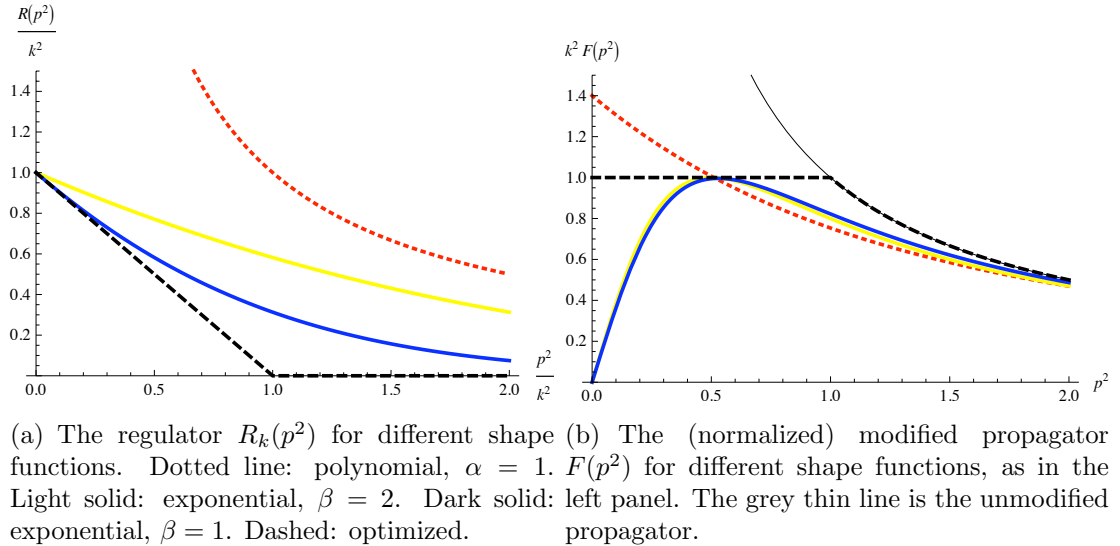 R(p²)
k²
1.4
1.2
1.0
0.8
0.6
0.4
0.2
0.0 0.5 1.0 1.5 2.0
p²
k²
k² F(p²)
1.4
1.2
1.0
0.8
0.6
0.4
0.2
0.0 0.5 1.0 1.5 2.0 p²
(a) The regulator Rₖ(p²) for different shape
functions. Dotted line: polynomial, α = 1.
Light solid: exponential, β = 2. Dark solid:
exponential, β = 1. Dashed: optimized.
(b) The (normalized) modified propagator
F(p²) for different shape functions, as in the
left panel. The grey thin line is the unmodified
propagator.